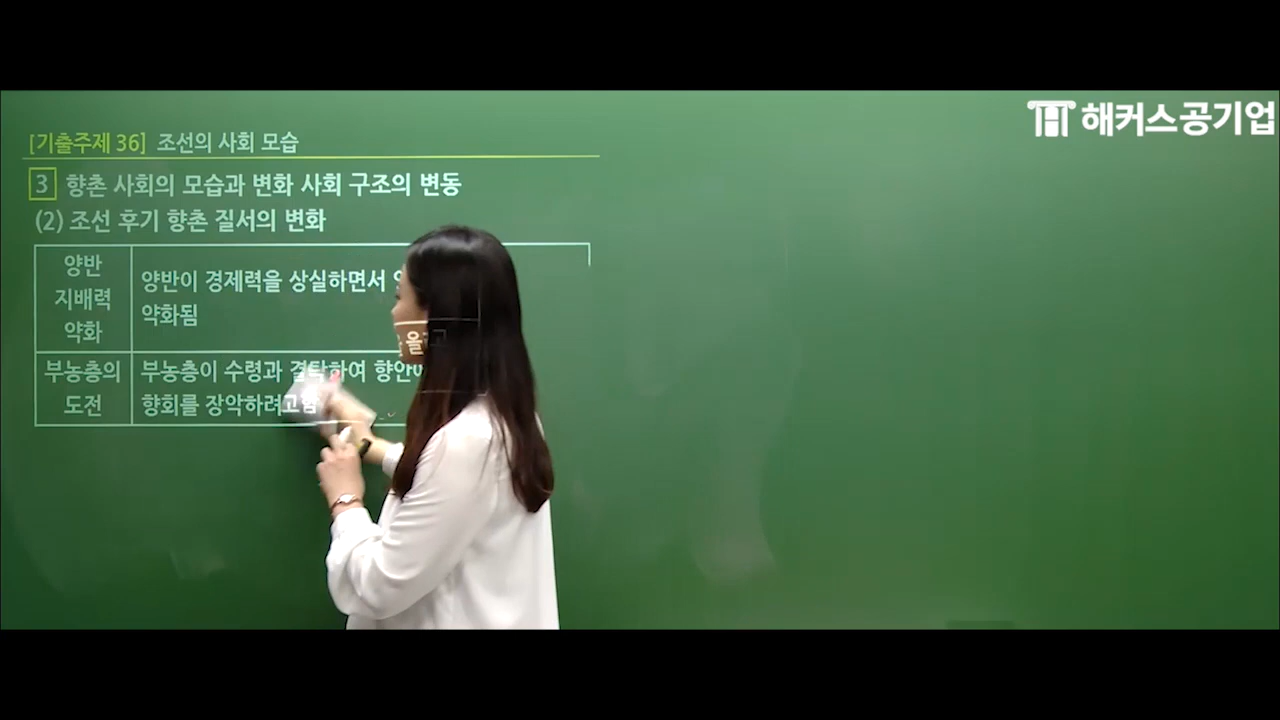 해커스공기업
[기출주제 36] 조선의 사회 모습
3 향촌 사회의 모습과 변화 사회 구조의 변동
(2) 조선 후기 향촌 질서의 변화
양반
지배력
약화
양반이 경제력을 상실하면서
약화됨
부농층의
도전
부농층이 수령과 결탁하여
올리고
향회를 장악하려고 함